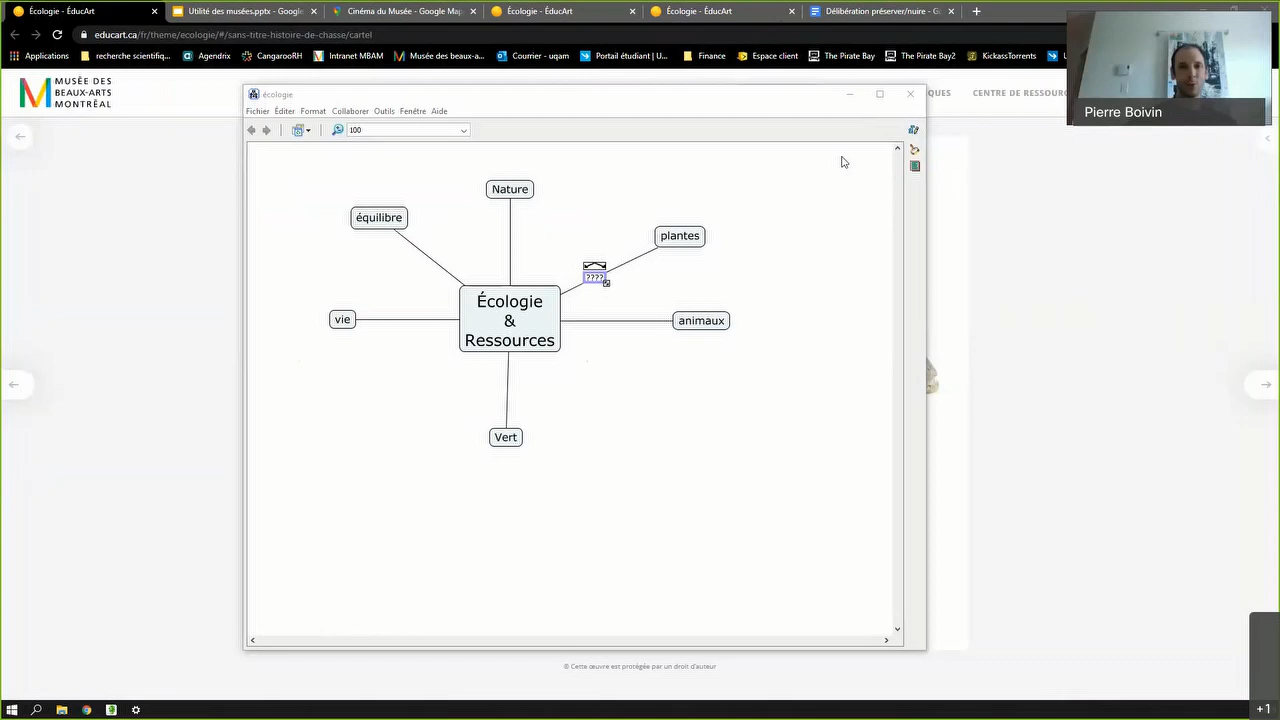 Écologie - ÉducArt
Utilité des musées.pptx - Google
Cinéma du Musée - Google Map
Écologie - ÉducArt
Écologie - ÉducArt
Délibération préserver/nuire - G
educart.ca/fr/theme/ecologie/#/sans-titre-histoire-de-chasse/cartel
Applications
recherche scientifiq...
Agendrix
CangarooRH
Intranet MBAM
Musée des beaux-a...
Courrier - uqam
Portail étudiant | U...
Finance
Espace client
The Pirate Bay
The Pirate Bay2
KickassTorrents
Pierre Boivin
MUSÉE DES
BEAUX-ARTS
MONTRÉAL
QUES
CENTRE DE RESSOURC
écologie
Fichier Éditer Format Collaborer Outils Fenêtre Aide
100
Nature
équilibre
plantes
????
Écologie
&
Ressources
vie
animaux
Vert
© Cette œuvre est protégée par un droit d'auteur
+1